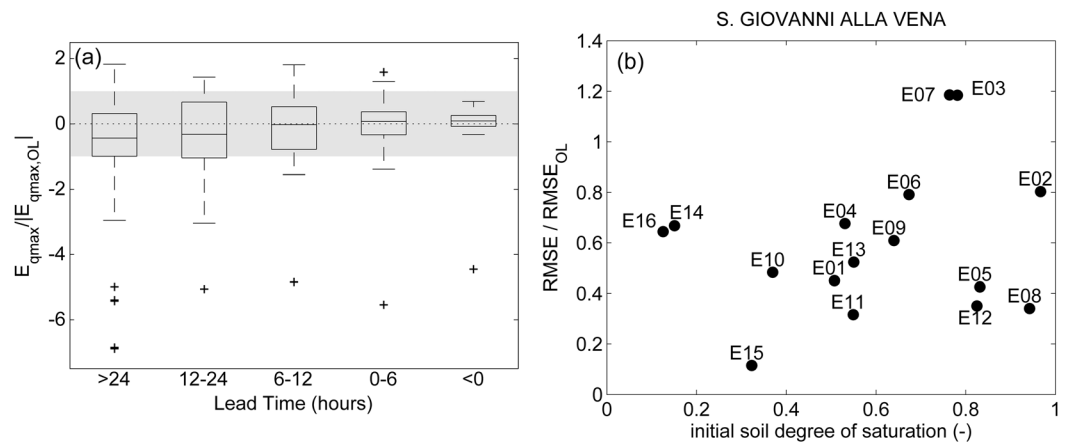 (a)
2
0
-2
-4
-6
E_qmax/|E_qmax,OL|
>24 12-24 6-12 0-6 <0
Lead Time (hours)
S. GIOVANNI ALLA VENA
(b)
1.4
1.2
1
0.8
0.6
0.4
0.2
0
RMSE / RMSE_OL
E07 E03
E06 E02
E16 E14 E04
E09
E13
E10 E01
E05
E11 E12 E08
E15
0 0.2 0.4 0.6 0.8 1
initial soil degree of saturation (-)